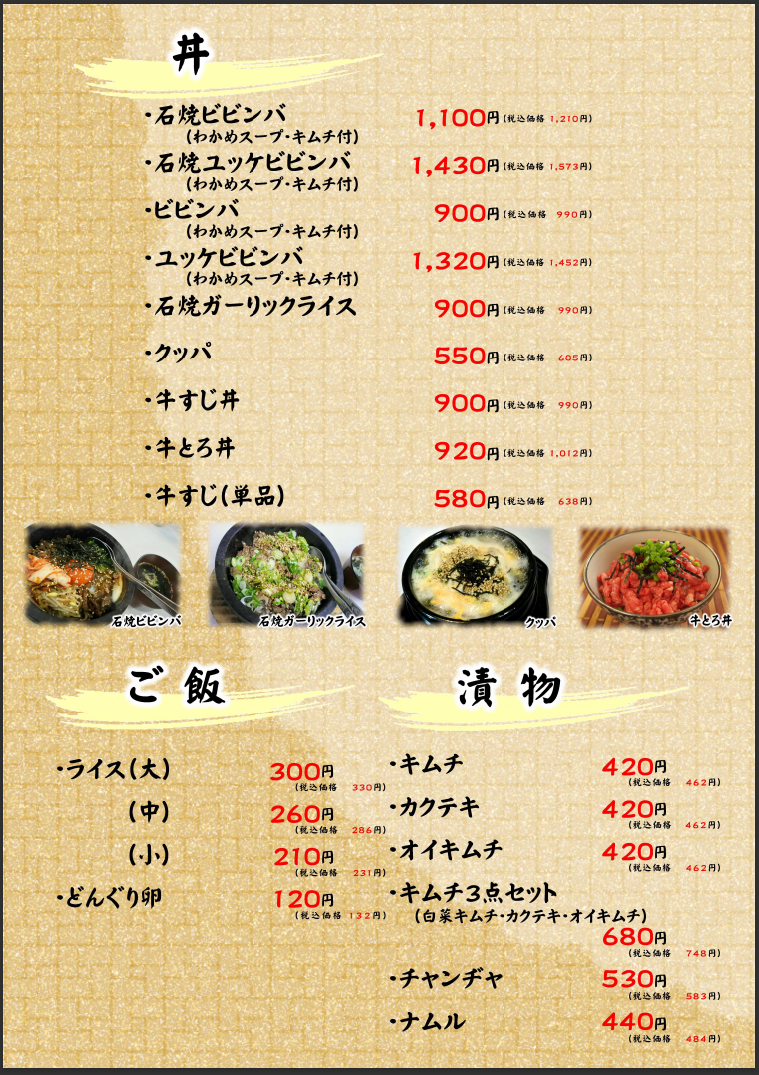 丼
・石焼ビビンバ 1,100円(税込価格 1,210円)
(わかめスープ・キムチ付)
・石焼ユッケビビンバ 1,430円(税込価格 1,573円)
(わかめスープ・キムチ付)
・ビビンバ 900円(税込価格 990円)
(わかめスープ・キムチ付)
・ユッケビビンバ 1,320円(税込価格 1,452円)
(わかめスープ・キムチ付)
・石焼ガーリックライス 900円(税込価格 990円)
・クッパ 550円(税込価格 605円)
・牛すじ丼 900円(税込価格 990円)
・牛とろ丼 920円(税込価格 1,012円)
・牛すじ(単品) 580円(税込価格 638円)
石焼ビビンバ 石焼ガーリックライス クッパ 牛とろ丼
ご飯
・ライス(大) 300円
(税込価格 330円)
(中) 260円
(税込価格 286円)
(小) 210円
(税込価格 231円)
・どんぐり卵 120円
(税込価格 132円)
漬物
・キムチ 420円
(税込価格 462円)
・カクテキ 420円
(税込価格 462円)
・オイキムチ 420円
(税込価格 462円)
・キムチ3点セット
(白菜キムチ・カクテキ・オイキムチ)
680円
(税込価格 748円)
・チャンヂャ 530円
(税込価格 583円)
・ナムル 440円
(税込価格 484円)